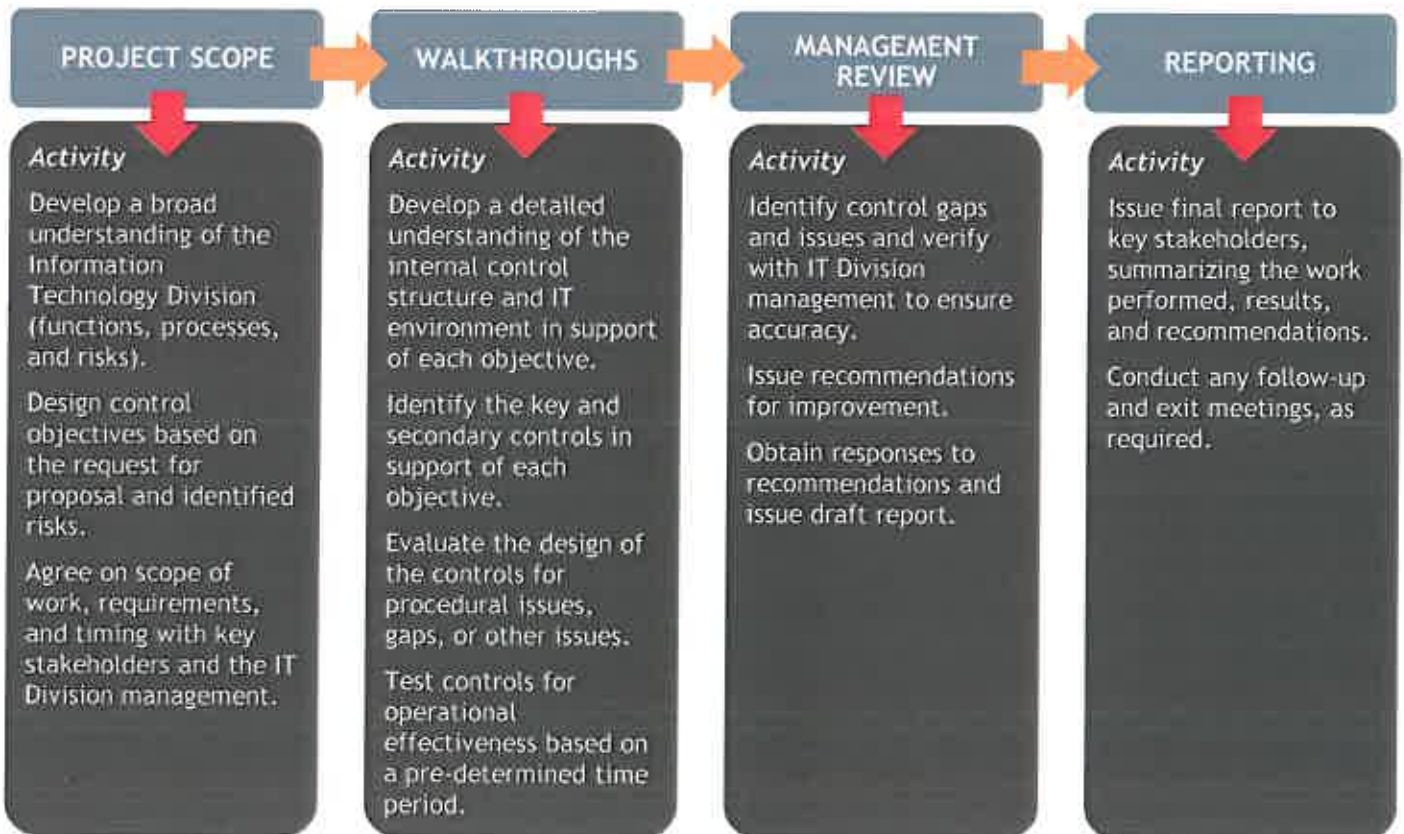 PROJECT SCOPE
WALKTHROUGHS
MANAGEMENT
REVIEW
REPORTING
Activity
Develop a broad
understanding of the
Information
Technology Division
(functions, processes,
and risks).
Design control
objectives based on
the request for
proposal and identified
risks.
Agree on scope of
work, requirements,
and timing with key
stakeholders and the IT
Division management.
Activity
Develop a detailed
understanding of the
internal control
structure and IT
environment in support
of each objective.
Identify the key and
secondary controls in
support of each
objective.
Evaluate the design of
the controls for
procedural issues,
gaps, or other issues.
Test controls for
operational
effectiveness based on
a pre-determined time
period.
Activity
Identify control gaps
and issues and verify
with IT Division
management to ensure
accuracy.
Issue recommendations
for improvement.
Obtain responses to
recommendations and
issue draft report.
Activity
Issue final report to
key stakeholders,
summarizing the work
performed, results,
and recommendations.
Conduct any follow-up
and exit meetings, as
required.